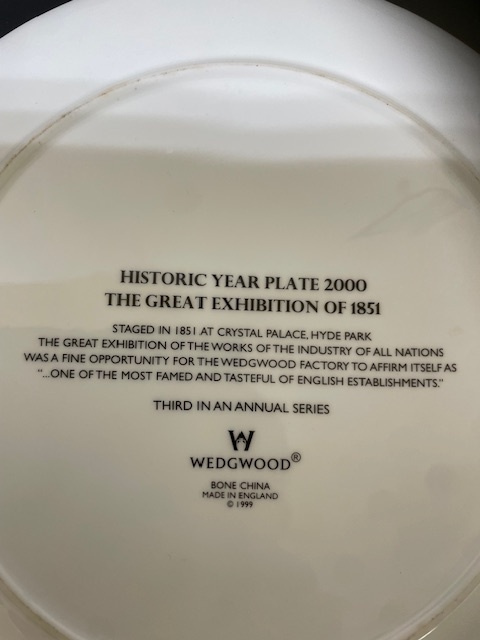 HISTORIC YEAR PLATE 2000
THE GREAT EXHIBITION OF 1851
STAGED IN 1851 AT CRYSTAL PALACE, HYDE PARK
THE GREAT EXHIBITION OF THE WORKS OF THE INDUSTRY OF ALL NATIONS
WAS A FINE OPPORTUNITY FOR THE WEDGWOOD FACTORY TO AFFIRM ITSELF AS
"...ONE OF THE MOST FAMED AND TASTEFUL OF ENGLISH ESTABLISHMENTS."
THIRD IN AN ANNUAL SERIES
W
WEDGWOOD®
BONE CHINA
MADE IN ENGLAND
© 1999